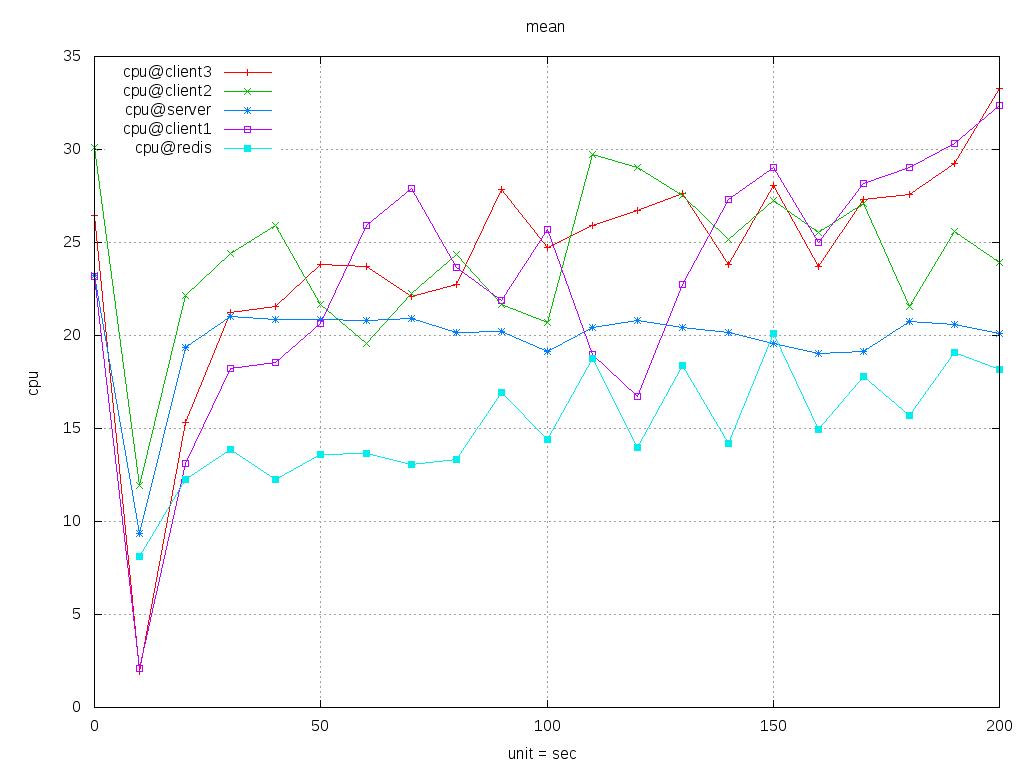 mean
35
30
25
20
15
10
5
0
cpu
cpu@client3
cpu@client2
cpu@server
cpu@client1
cpu@redis
0 50 100 150 200
unit = sec